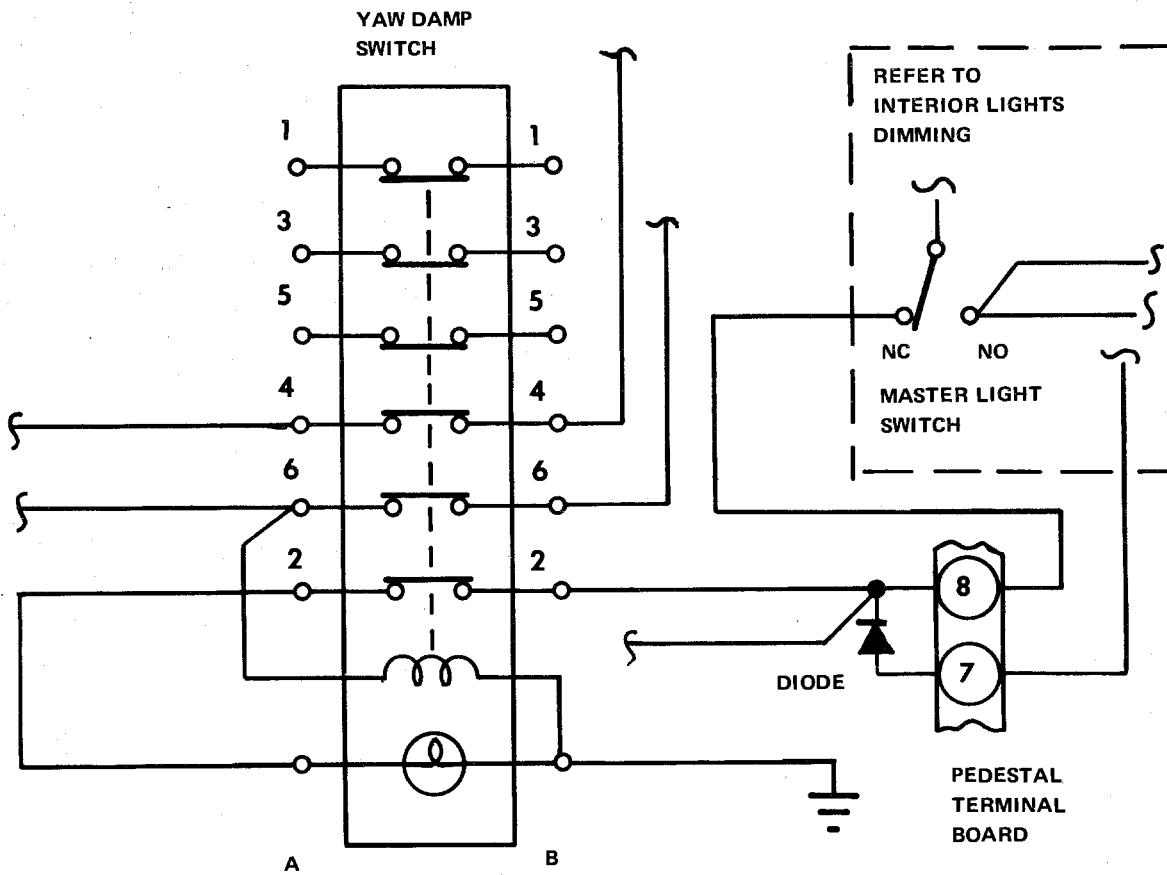 YAW DAMP
SWITCH
REFER TO
INTERIOR LIGHTS
DIMMING
1 1
3 3
5 5
NC NO
4 4
MASTER LIGHT
SWITCH
6 6
2 2
8
7
DIODE
PEDESTAL
TERMINAL
BOARD
A B